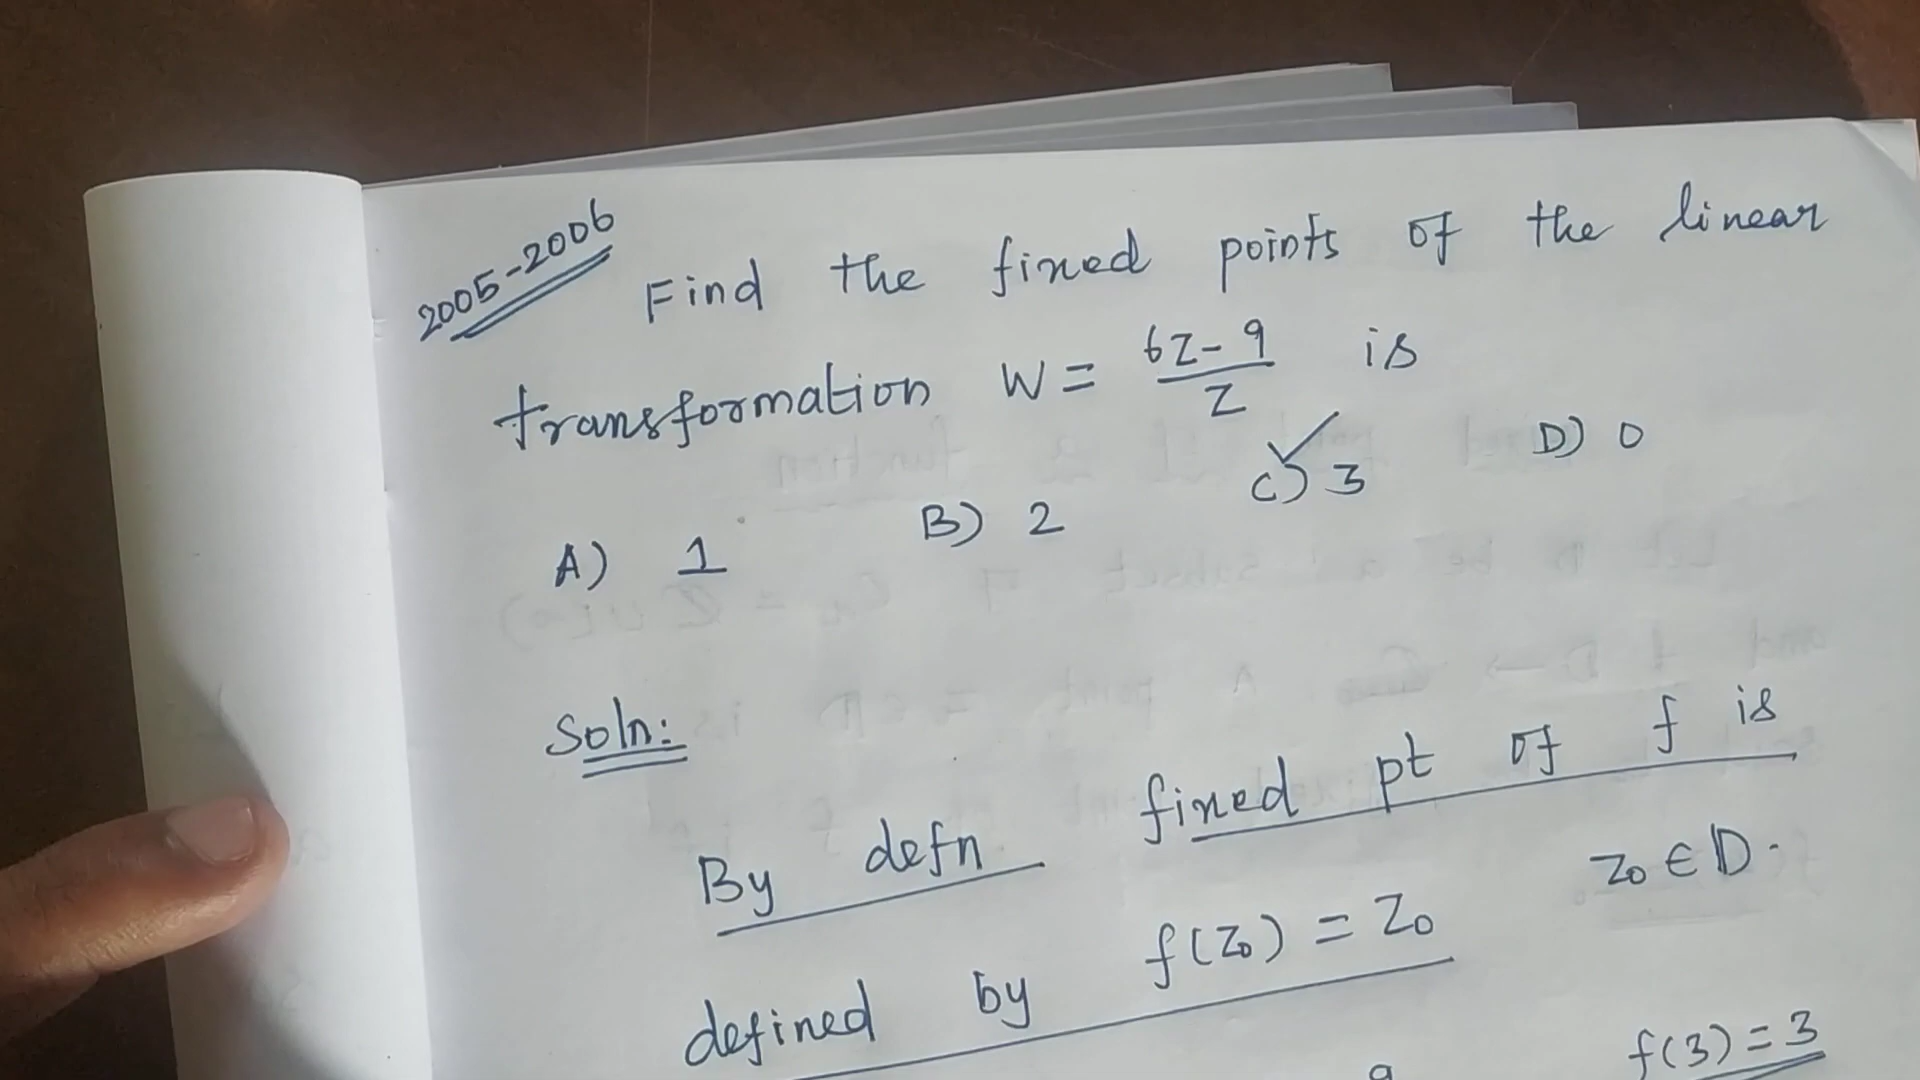 2005-2006
Find the fixed points of the linear
transformation W = 6Z-9/Z is
A) 1 B) 2 C) 3 D) 0
Soln:
By defn fixed pt of f is
defined by f(Z₀) = Z₀ Z₀ ∈ D.
9 f(3) = 3